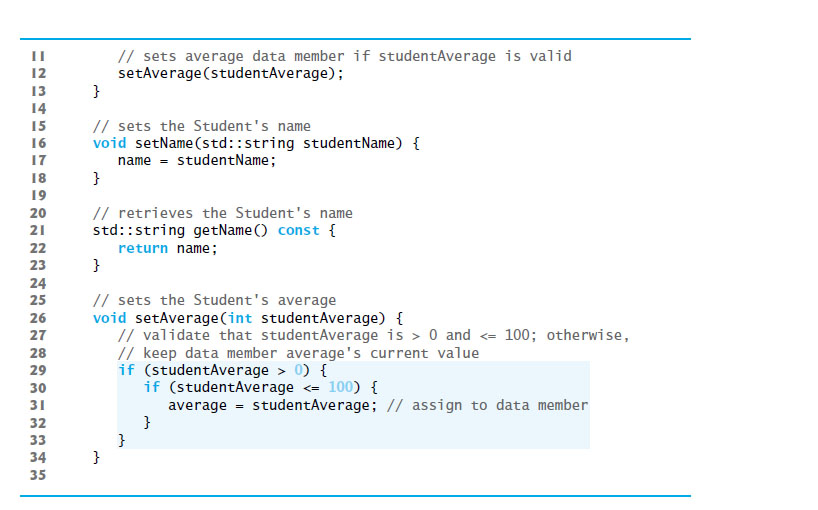 11 // sets average data member if studentAverage is valid
12 setAverage(studentAverage);
13 }
14
15 // sets the Student's name
16 void setName(std::string studentName) {
17 name = studentName;
18 }
19
20 // retrieves the Student's name
21 std::string getName() const {
22 return name;
23 }
24
25 // sets the Student's average
26 void setAverage(int studentAverage) {
27 // validate that studentAverage is > 0 and <= 100; otherwise,
28 // keep data member average's current value
29 if (studentAverage > 0) {
30 if (studentAverage <= 100) {
31 average = studentAverage; // assign to data member
32 }
33 }
34 }
35